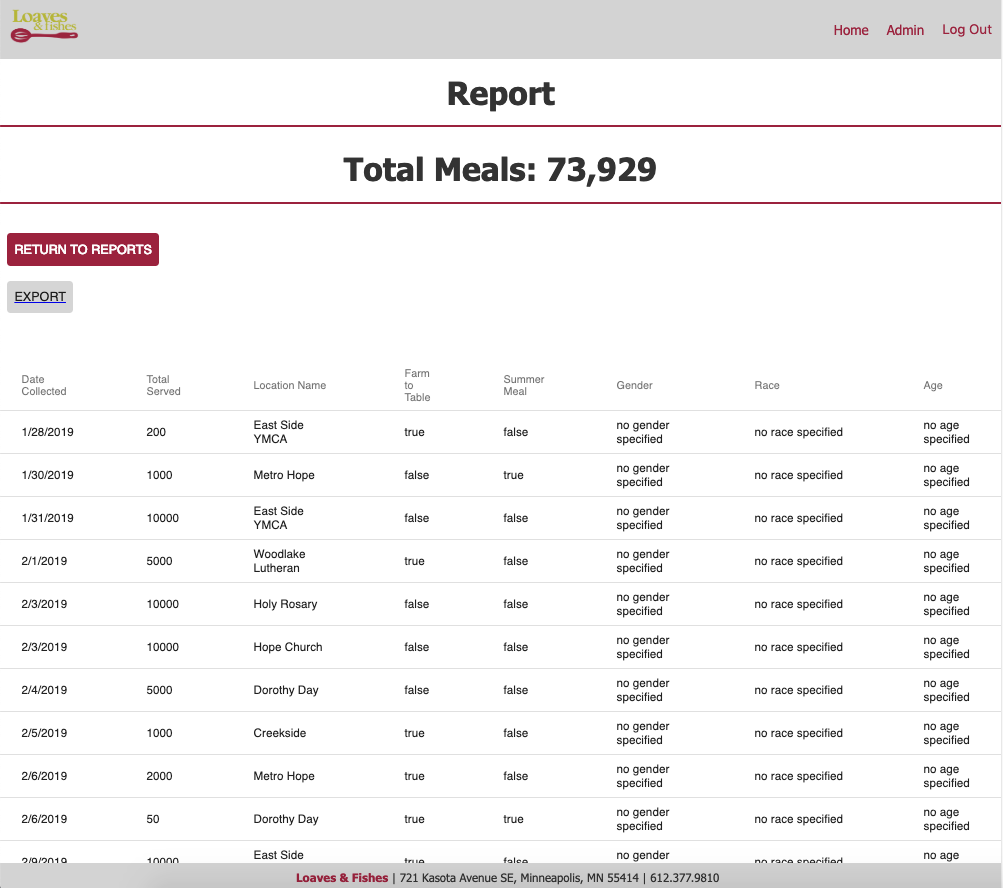 Loaves
& Fishes
Home Admin Log Out
Report
Total Meals: 73,929
RETURN TO REPORTS
EXPORT
Date Collected Total Served Location Name Farm to Table Summer Meal Gender Race Age
1/28/2019 200 East Side YMCA true false no gender specified no race specified no age specified
1/30/2019 1000 Metro Hope false true no gender specified no race specified no age specified
1/31/2019 10000 East Side YMCA false false no gender specified no race specified no age specified
2/1/2019 5000 Woodlake Lutheran true false no gender specified no race specified no age specified
2/3/2019 10000 Holy Rosary false false no gender specified no race specified no age specified
2/3/2019 10000 Hope Church false false no gender specified no race specified no age specified
2/4/2019 5000 Dorothy Day false false no gender specified no race specified no age specified
2/5/2019 1000 Creekside true false no gender specified no race specified no age specified
2/6/2019 2000 Metro Hope true false no gender specified no race specified no age specified
2/6/2019 50 Dorothy Day true true no gender specified no race specified no age specified
2/9/2019 10000 East Side true false no gender no race specified no age
Loaves & Fishes | 721 Kasota Avenue SE, Minneapolis, MN 55414 | 612.377.9810